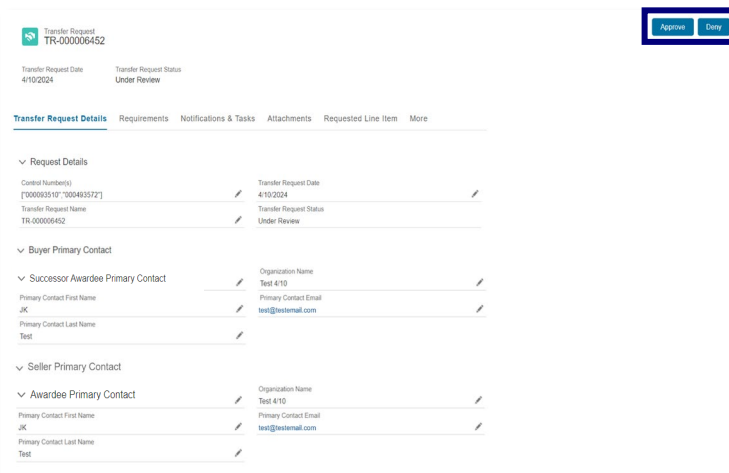 Transfer Request
TR-000006452
Approve Deny
Transfer Request Date Transfer Request Status
4/10/2024 Under Review
Transfer Request Details Requirements Notifications & Tasks Attachments Requested Line Item More
Request Details
Control Number(s) Transfer Request Date
["000093510","000493572"] 4/10/2024
Transfer Request Name Transfer Request Status
TR-000006452 Under Review
Buyer Primary Contact
Successor Awardee Primary Contact Organization Name
Test 4/10
Primary Contact First Name Primary Contact Email
JK test@testemail.com
Primary Contact Last Name
Test
Seller Primary Contact
Awardee Primary Contact Organization Name
Test 4/10
Primary Contact First Name Primary Contact Email
JK test@testemail.com
Primary Contact Last Name
Test